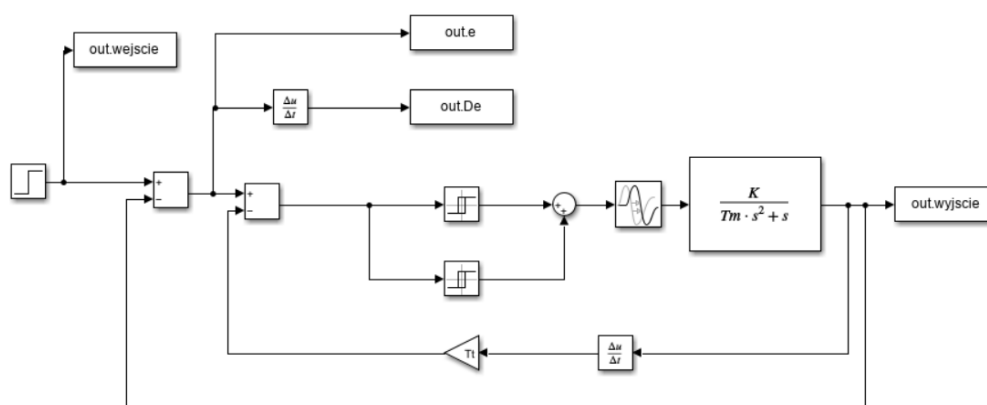 out.e
out.wejscie
Δu
Δt
out.De
+
−
+
−
+
+
K
Tm · s² + s
out.wyjscie
Tt
Δu
Δt